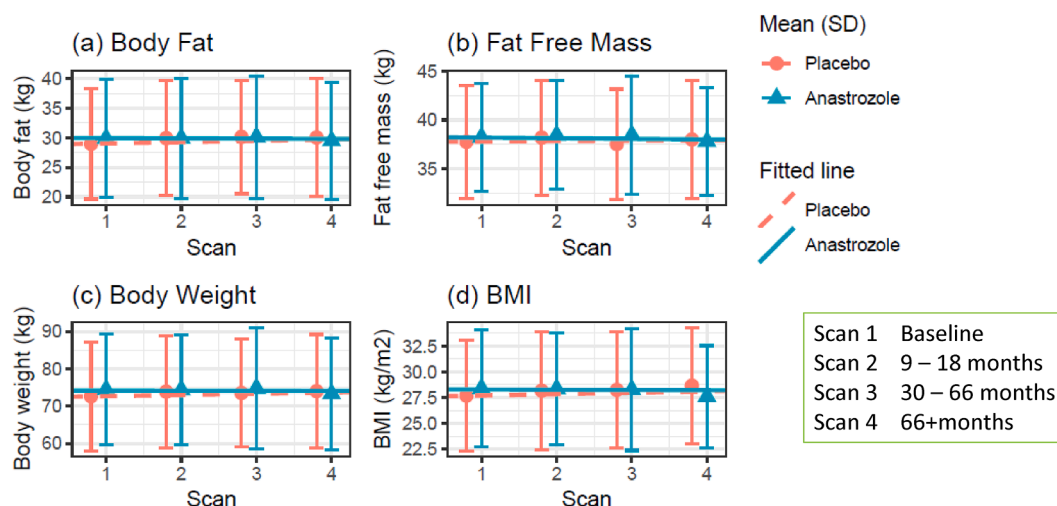 (a) Body Fat
Body fat (kg)
40
30
20
1 2 3 4
Scan
(b) Fat Free Mass
Fat free mass (kg)
45
40
35
1 2 3 4
Scan
Mean (SD)
Placebo
Anastrozole
Fitted line
Placebo
Anastrozole
(c) Body Weight
Body weight (kg)
90
80
70
60
1 2 3 4
Scan
(d) BMI
BMI (kg/m2)
32.5
30.0
27.5
25.0
22.5
1 2 3 4
Scan
Scan 1 Baseline
Scan 2 9 – 18 months
Scan 3 30 – 66 months
Scan 4 66+months